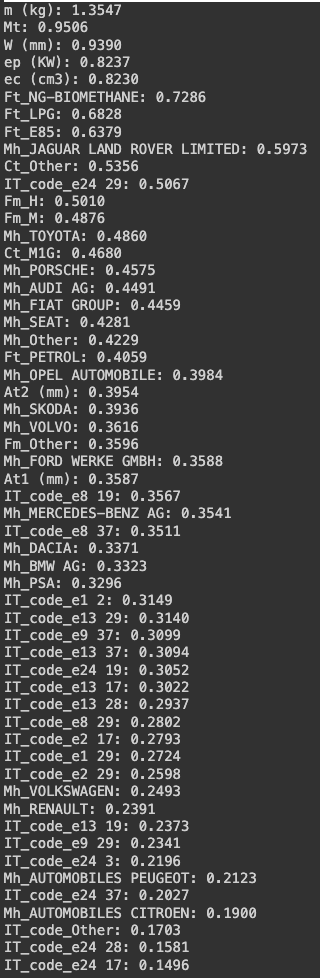 m (kg): 1.3547
Mt: 0.9506
W (mm): 0.9390
ep (KW): 0.8237
ec (cm3): 0.8230
Ft_NG-BIOMETHANE: 0.7286
Ft_LPG: 0.6828
Ft_E85: 0.6379
Mh_JAGUAR LAND ROVER LIMITED: 0.5973
Ct_Other: 0.5356
IT_code_e24 29: 0.5067
Fm_H: 0.5010
Fm_M: 0.4876
Mh_TOYOTA: 0.4860
Ct_M1G: 0.4680
Mh_PORSCHE: 0.4575
Mh_AUDI AG: 0.4491
Mh_FIAT GROUP: 0.4459
Mh_SEAT: 0.4281
Mh_Other: 0.4229
Ft_PETROL: 0.4059
Mh_OPEL AUTOMOBILE: 0.3984
At2 (mm): 0.3954
Mh_SKODA: 0.3936
Mh_VOLVO: 0.3616
Fm_Other: 0.3596
Mh_FORD WERKE GMBH: 0.3588
At1 (mm): 0.3587
IT_code_e8 19: 0.3567
Mh_MERCEDES-BENZ AG: 0.3541
IT_code_e8 37: 0.3511
Mh_DACIA: 0.3371
Mh_BMW AG: 0.3323
Mh_PSA: 0.3296
IT_code_e1 2: 0.3149
IT_code_e13 29: 0.3140
IT_code_e9 37: 0.3099
IT_code_e13 37: 0.3094
IT_code_e24 19: 0.3052
IT_code_e13 17: 0.3022
IT_code_e13 28: 0.2937
IT_code_e8 29: 0.2802
IT_code_e2 17: 0.2793
IT_code_e1 29: 0.2724
IT_code_e2 29: 0.2598
Mh_VOLKSWAGEN: 0.2493
Mh_RENAULT: 0.2391
IT_code_e13 19: 0.2373
IT_code_e9 29: 0.2341
IT_code_e24 3: 0.2196
Mh_AUTOMOBILES PEUGEOT: 0.2123
IT_code_e24 37: 0.2027
Mh_AUTOMOBILES CITROEN: 0.1900
IT_code_Other: 0.1703
IT_code_e24 28: 0.1581
IT_code_e24 17: 0.1496